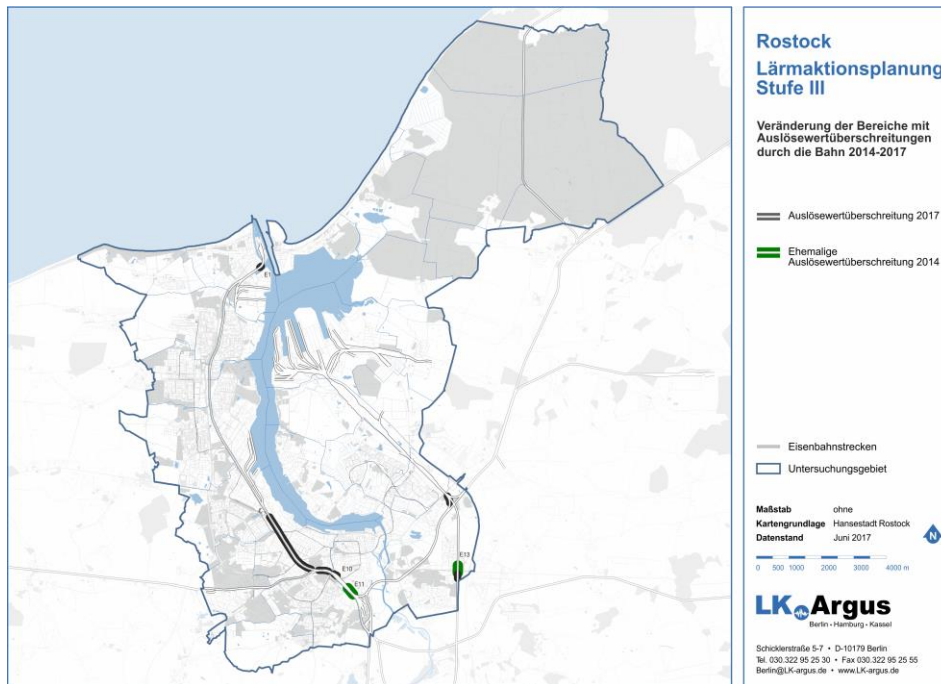 Rostock
Lärmaktionsplanung
Stufe III
Veränderung der Bereiche mit
Auslösewertüberschreitungen
durch die Bahn 2014-2017
Auslösewertüberschreitung 2017
Ehemalige
Auslösewertüberschreitung 2014
Eisenbahnstrecken
Untersuchungsgebiet
Maßstab ohne
Kartengrundlage Hansestadt Rostock
Datenstand Juni 2017
N
0 500 1000 2000 3000 4000 m
LK Argus
Berlin • Hamburg • Kassel
Schicklerstraße 5-7 • D-10179 Berlin
Tel. 030.322 95 25 30 • Fax 030.322 95 25 55
Berlin@LK-argus.de • www.LK-argus.de
E1
E13
E10
E11